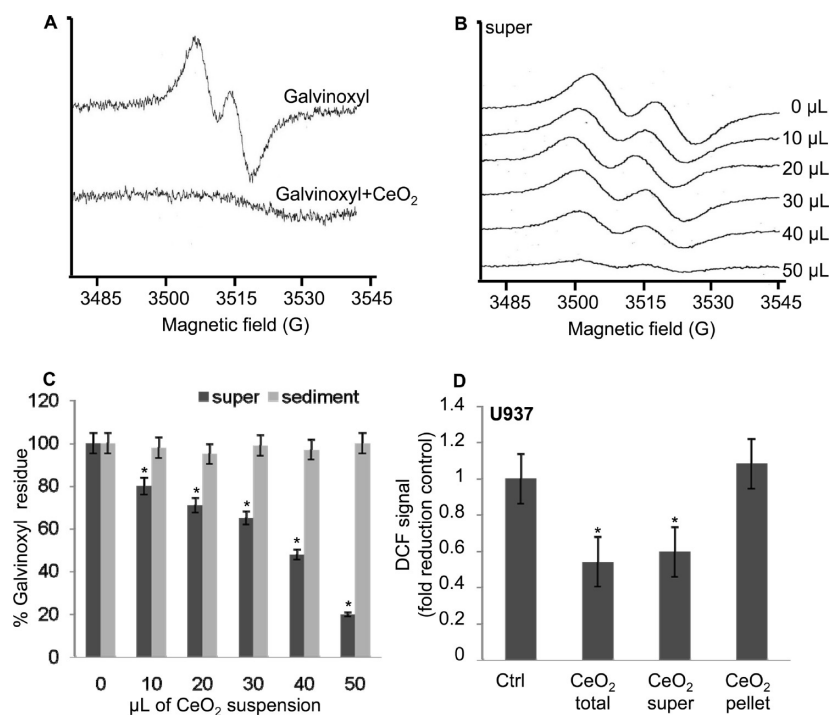 A
Galvinoxyl
Galvinoxyl+CeO₂
3485 3500 3515 3530 3545
Magnetic field (G)
B
super
0 µL
10 µL
20 µL
30 µL
40 µL
50 µL
3485 3500 3515 3530 3545
Magnetic field (G)
C
super sediment
% Galvinoxyl residue
120
100
80
60
40
20
0
* * * * *
0 10 20 30 40 50
µL of CeO₂ suspension
D
U937
DCF signal
(fold reduction control)
1.4
1.2
1
0.8
0.6
0.4
0.2
0
* *
Ctrl CeO₂ CeO₂ CeO₂
total super pellet